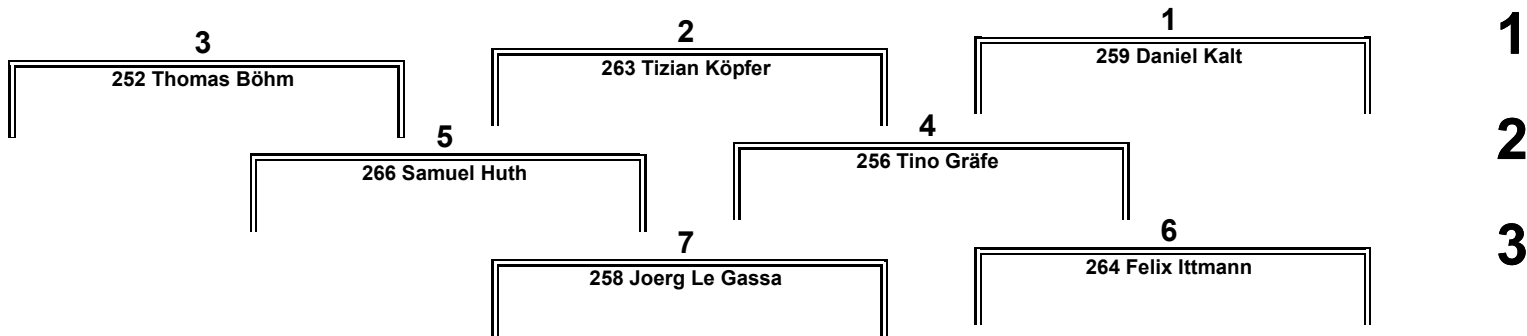 3
252 Thomas Böhm
2
263 Tizian Köpfer
1
259 Daniel Kalt
1
5
266 Samuel Huth
4
256 Tino Gräfe
2
7
258 Joerg Le Gassa
6
264 Felix Ittmann
3